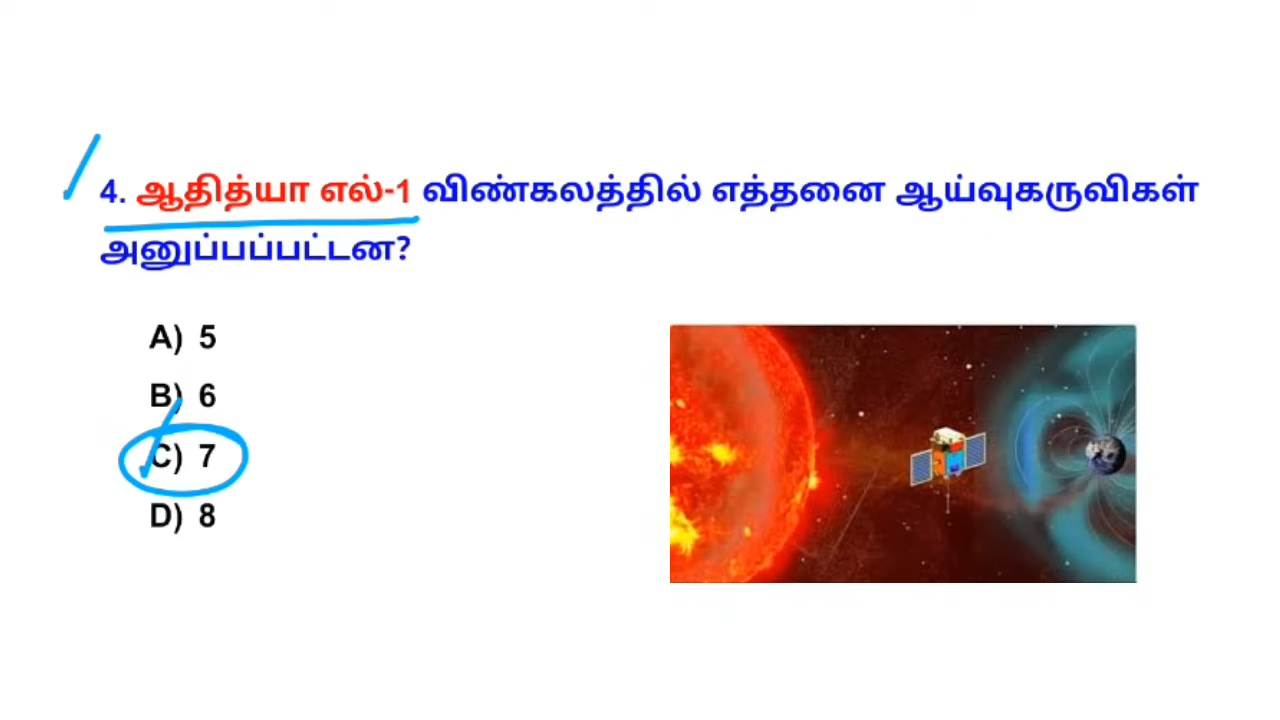 4. ஆதித்யா எல்-1 விண்கலத்தில் எத்தனை ஆய்வுகருவிகள்
அனுப்பப்பட்டன?
A) 5
B) 6
C) 7
D) 8